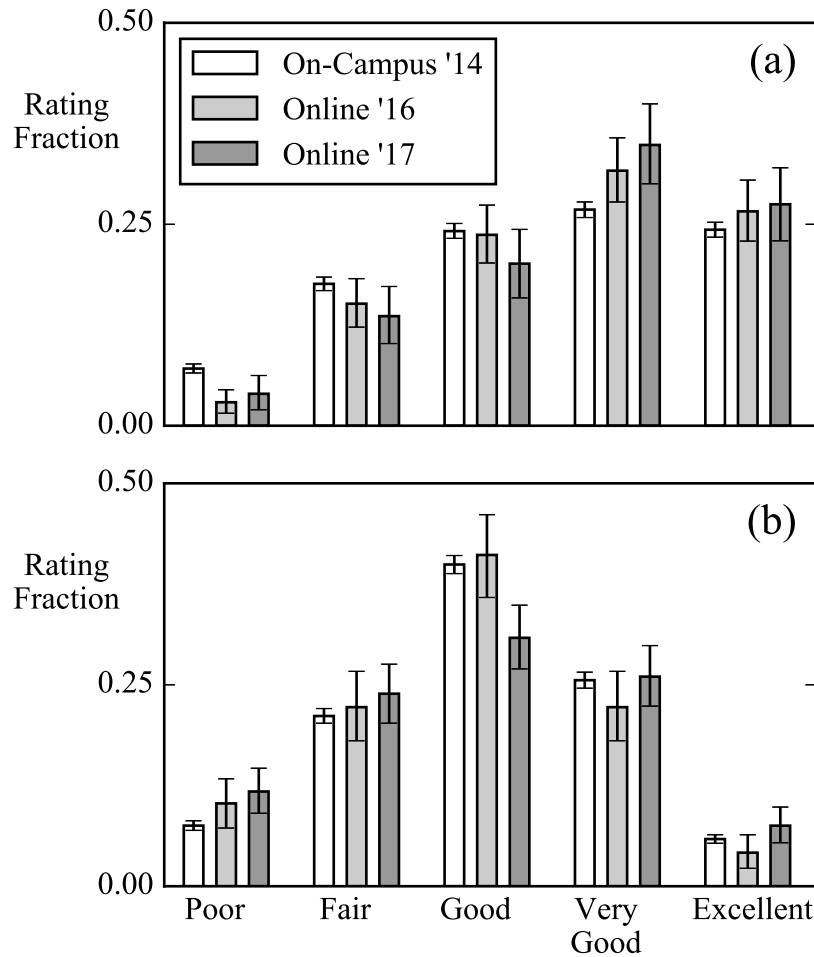 0.50
(a)
On-Campus '14
Online '16
Online '17
Rating
Fraction
0.25
0.00
0.50
(b)
Rating
Fraction
0.25
0.00
Poor
Fair
Good
Very
Good
Excellent